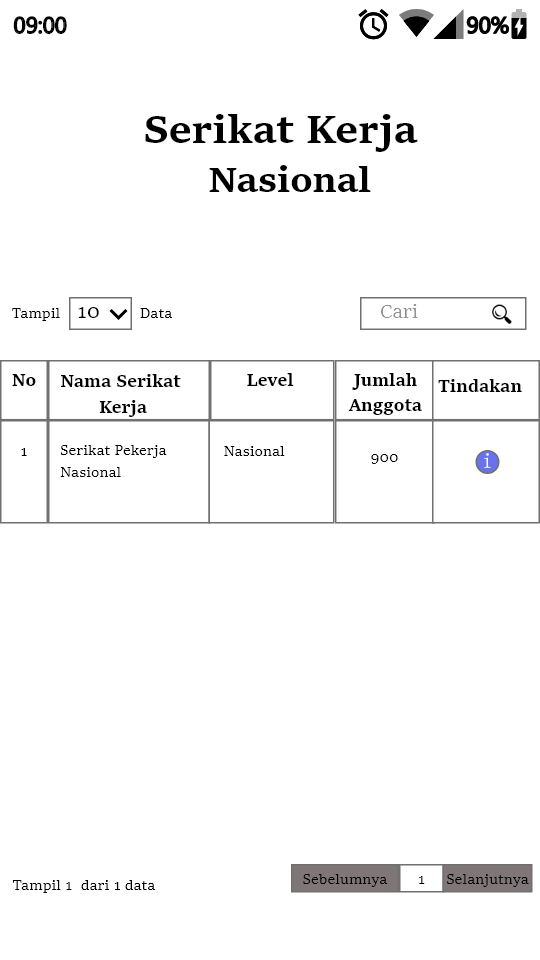 09:00 90%
Serikat Kerja
Nasional
Tampil 10 Data Cari
No Nama Serikat Kerja Level Jumlah Anggota Tindakan
1 Serikat Pekerja Nasional Nasional 900 i
Tampil 1 dari 1 data Sebelumnya 1 Selanjutnya